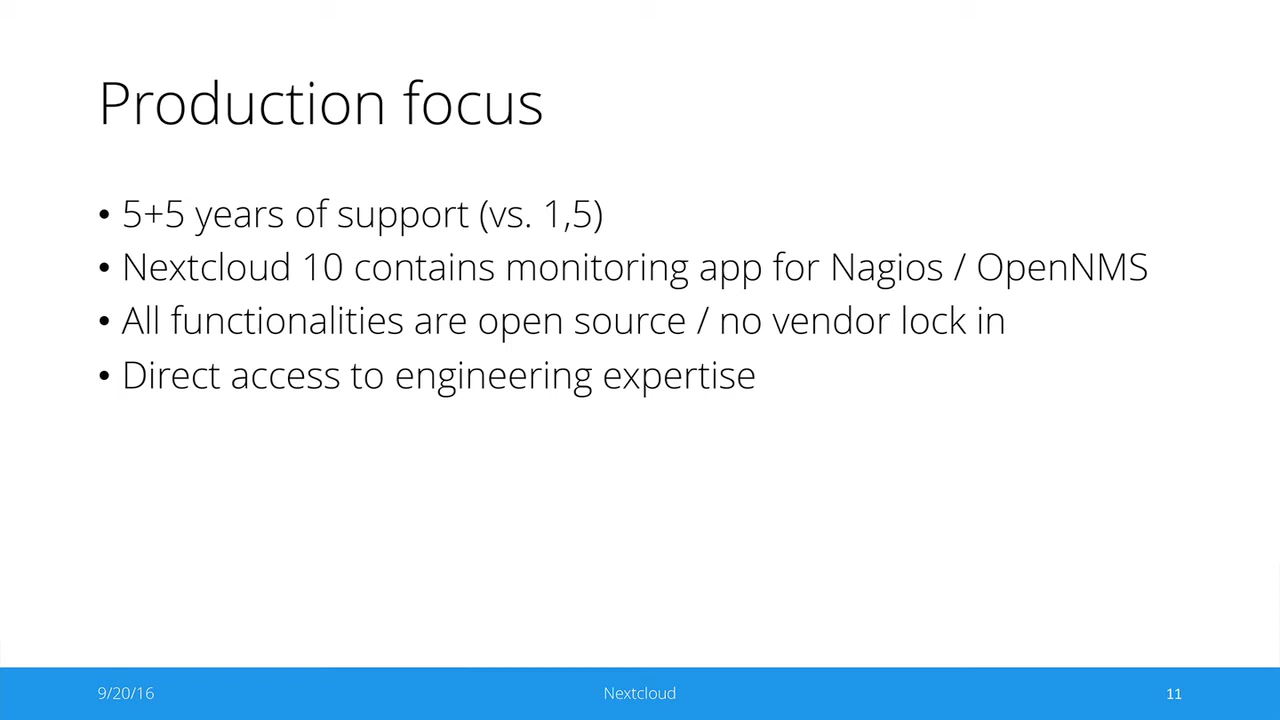 Production focus
• 5+5 years of support (vs. 1,5)
• Nextcloud 10 contains monitoring app for Nagios / OpenNMS
• All functionalities are open source / no vendor lock in
• Direct access to engineering expertise
9/20/16
Nextcloud
11